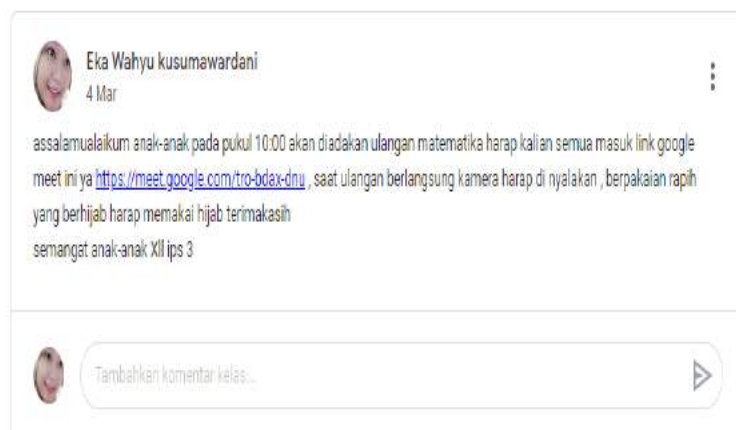 Eka Wahyu kusumawardani
4 Mar
assalamualaikum anak-anak pada pukul 10:00 akan diadakan ulangan matematika harap kalian semua masuk link google
meet ini ya https://meet.google.com/tro-bdax-dnu , saat ulangan berlangsung kamera harap di nyalakan , berpakaian rapih
yang berhijab harap memakai hijab terimakasih
semangat anak-anak Xll ips 3
Tambahkan komentar kelas...